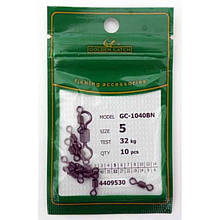 GOLDEN CATCH
fishing accessories
MODEL GC-1040BN
SIZE 5
TEST 32 kg
QTY 10 pcs
4409530